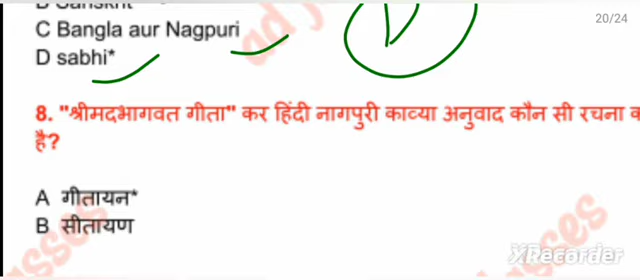 20/24
C Bangla aur Nagpuri
D sabhi*
8. "श्रीमदभागवत गीता" कर हिंदी नागपुरी काव्या अनुवाद कौन सी रचना
है?
A गीतायन*
B सीतायण
XRecorder